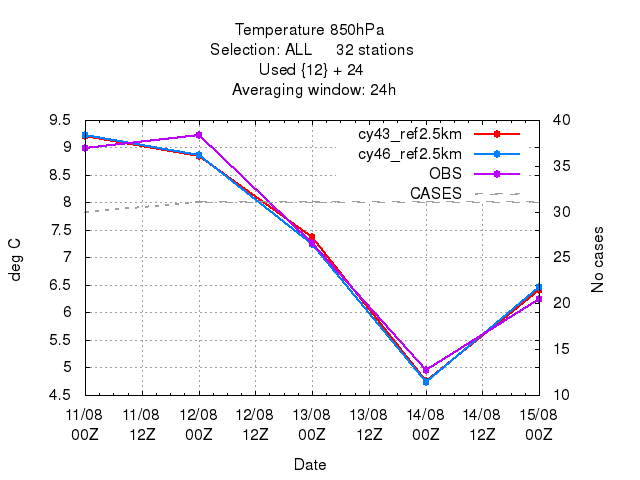 Temperature 850hPa
Selection: ALL     32 stations
Used {12} + 24
Averaging window: 24h
9.5
9
8.5
8
7.5
7
6.5
6
5.5
5
4.5
deg C
40
35
30
25
20
15
10
No cases
cy43_ref2.5km
cy46_ref2.5km
OBS
CASES
11/08 11/08 12/08 12/08 13/08 13/08 14/08 14/08 15/08
00Z 12Z 00Z 12Z 00Z 12Z 00Z 12Z 00Z
Date